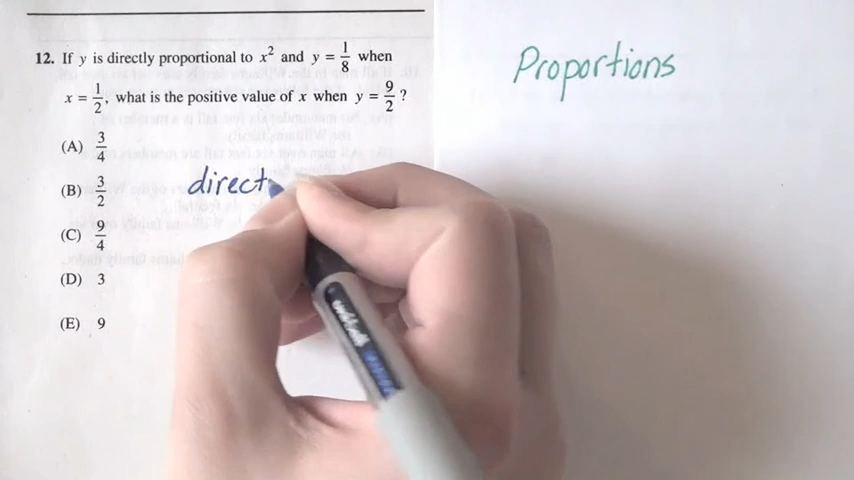 12. If y is directly proportional to x² and y = 1/8 when
x = 1/2, what is the positive value of x when y = 9/2 ?
(A) 3/4
(B) 3/2
(C) 9/4
(D) 3
(E) 9
direct
Proportions